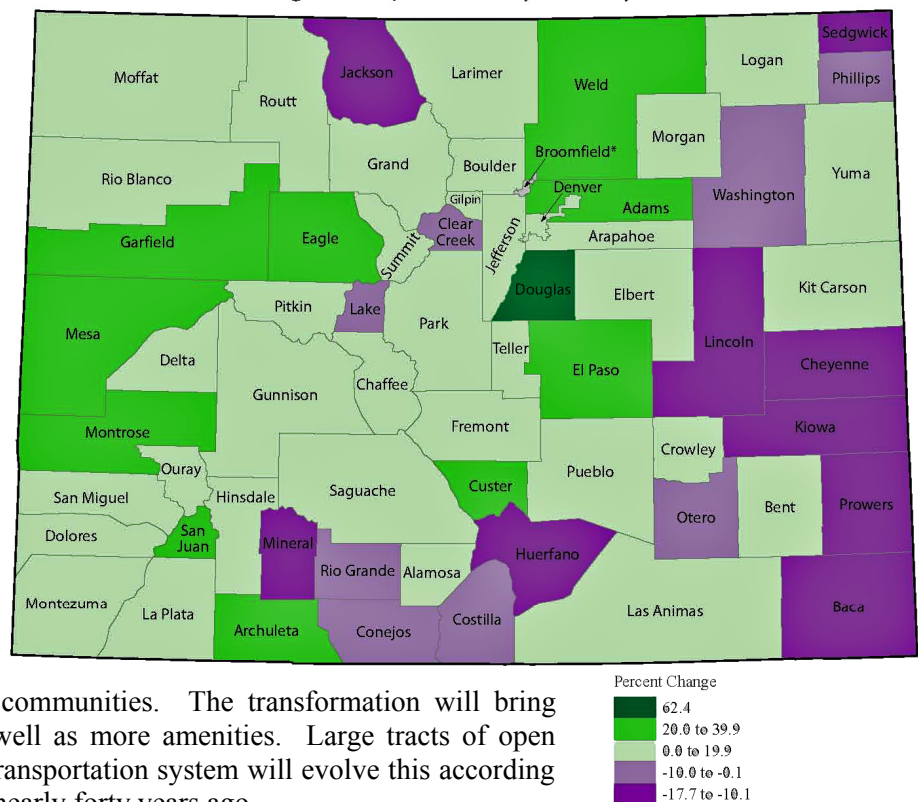 Sedgwick
Logan
Jackson
Larimer
Moffat
Phillips
Weld
Routt
Morgan
Broomfield*
Grand
Boulder
Yuma
Rio Blanco
Denver
Washington
Gilpin
Adams
Clear
Creek
Arapahoe
Eagle
Garfield
Summit
Jefferson
Kit Carson
Douglas
Elbert
Pitkin
Lake
Park
Mesa
Lincoln
Teller
Delta
Cheyenne
El Paso
Chaffee
Gunnison
Kiowa
Fremont
Montrose
Crowley
Ouray
Pueblo
Custer
Saguache
San Miguel
Hinsdale
Prowers
Bent
Otero
San
Juan
Dolores
Mineral
Huerfano
Rio Grande
Alamosa
Montezuma
La Plata
Las Animas
Baca
Costilla
Archuleta
Conejos
communities. The transformation will bring
well as more amenities. Large tracts of open
ransportation system will evolve this according
nearly forty years ago
Percent Change
62.4
20.0 to 39.9
0.0 to 19.9
-10.0 to -0.1
-17.7 to -10.1